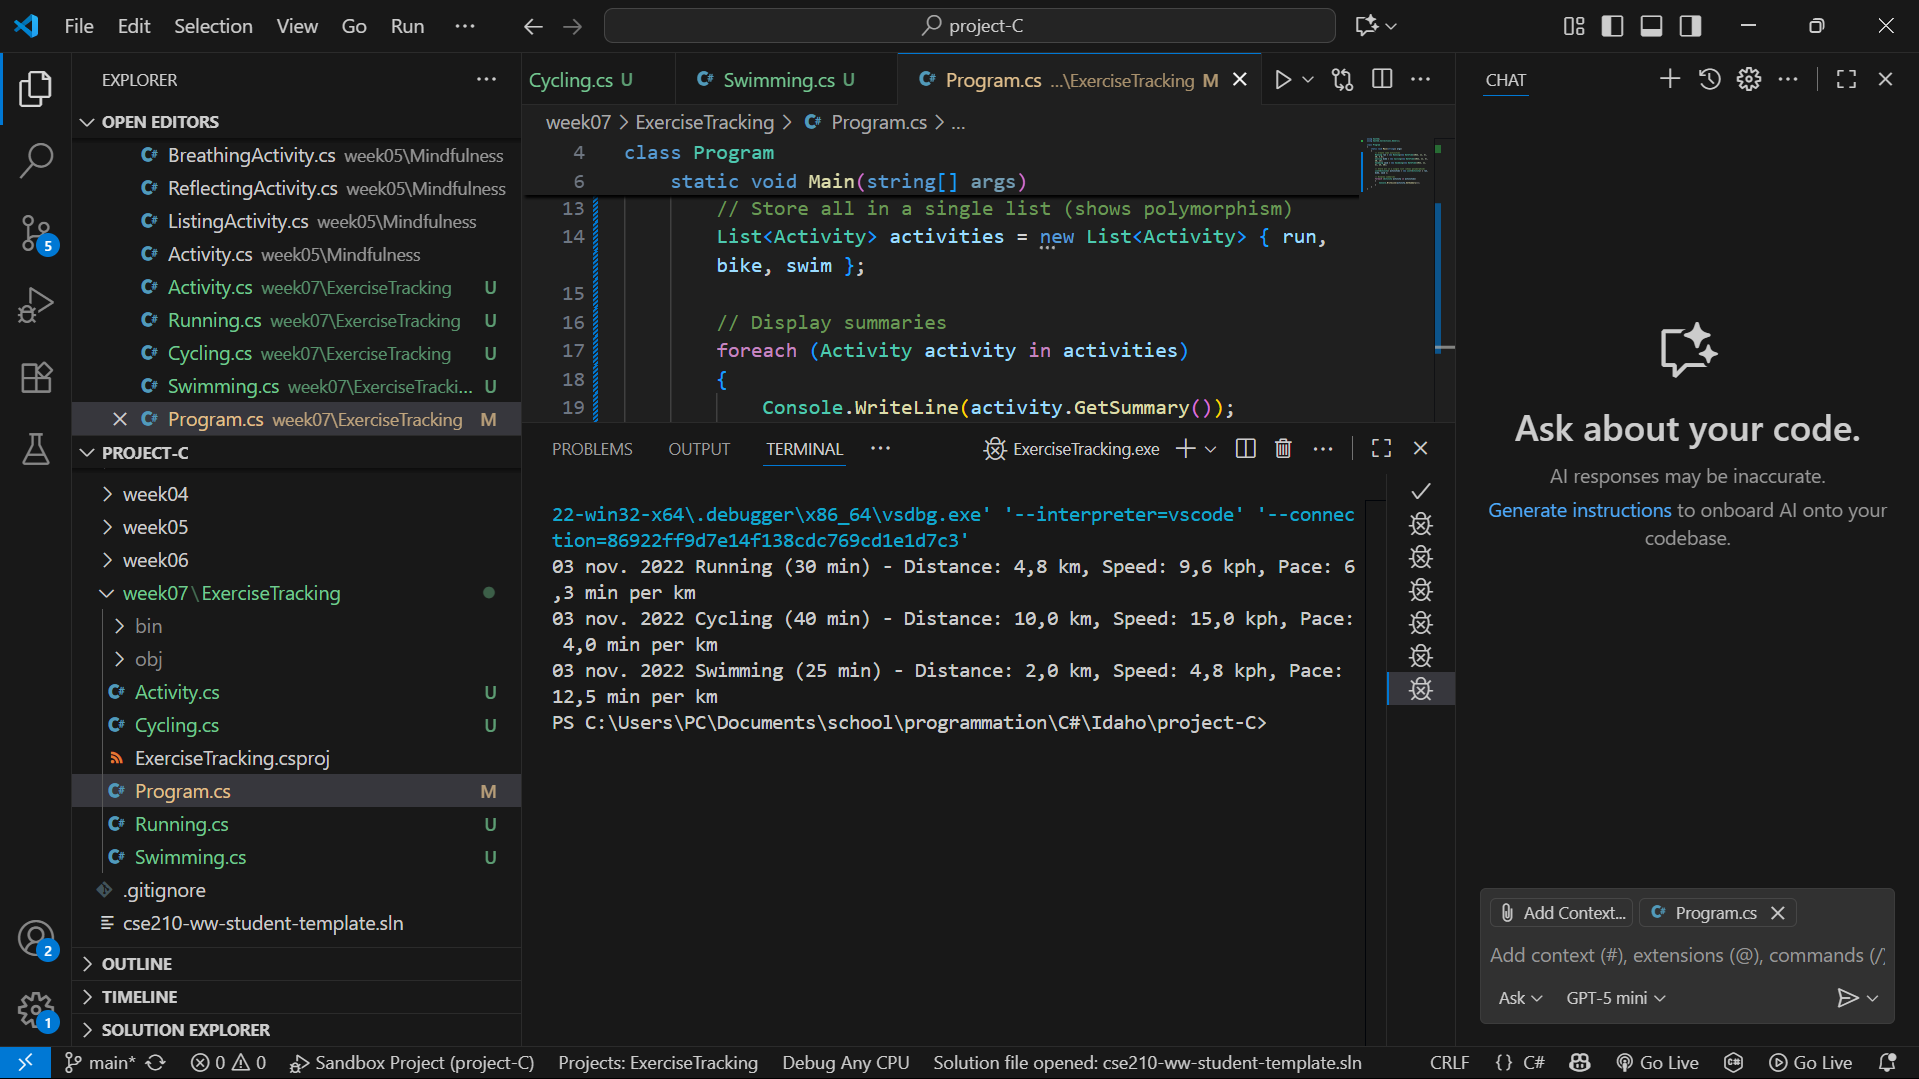 File Edit Selection View Go Run ...
project-C
EXPLORER
OPEN EDITORS
BreathingActivity.cs week05\Mindfulness
ReflectingActivity.cs week05\Mindfulness
ListingActivity.cs week05\Mindfulness
Activity.cs week05\Mindfulness
Activity.cs week07\ExerciseTracking U
Running.cs week07\ExerciseTracking U
Cycling.cs week07\ExerciseTracking U
Swimming.cs week07\ExerciseTracki... U
Program.cs week07\ExerciseTracking M
PROJECT-C
week04
week05
week06
week07\ExerciseTracking
bin
obj
Activity.cs U
Cycling.cs U
ExerciseTracking.csproj
Program.cs M
Running.cs U
Swimming.cs U
.gitignore
cse210-ww-student-template.sln
OUTLINE
TIMELINE
SOLUTION EXPLORER
5
2
1
Cycling.cs U Swimming.cs U Program.cs ...\ExerciseTracking M
week07 > ExerciseTracking > Program.cs > ...
4 class Program
6 static void Main(string[] args)
13 // Store all in a single list (shows polymorphism)
14 List<Activity> activities = new List<Activity> { run,
bike, swim };
15
16 // Display summaries
17 foreach (Activity activity in activities)
18 {
19 Console.WriteLine(activity.GetSummary());
PROBLEMS OUTPUT TERMINAL ... ExerciseTracking.exe
22-win32-x64\.debugger\x86_64\vsdbg.exe' '--interpreter=vscode' '--connec
tion=86922ff9d7e14f138cdc769cd1e1d7c3'
03 nov. 2022 Running (30 min) - Distance: 4,8 km, Speed: 9,6 kph, Pace: 6
,3 min per km
03 nov. 2022 Cycling (40 min) - Distance: 10,0 km, Speed: 15,0 kph, Pace:
4,0 min per km
03 nov. 2022 Swimming (25 min) - Distance: 2,0 km, Speed: 4,8 kph, Pace:
12,5 min per km
PS C:\Users\PC\Documents\school\programmation\C#\Idaho\project-C>
CHAT
Ask about your code.
AI responses may be inaccurate.
Generate instructions to onboard AI onto your
codebase.
Add Context... Program.cs
Add context (#), extensions (@), commands (/)
Ask GPT-5 mini
main* 0 0 Sandbox Project (project-C) Projects: ExerciseTracking Debug Any CPU Solution file opened: cse210-ww-student-template.sln CRLF {} C# Go Live Go Live